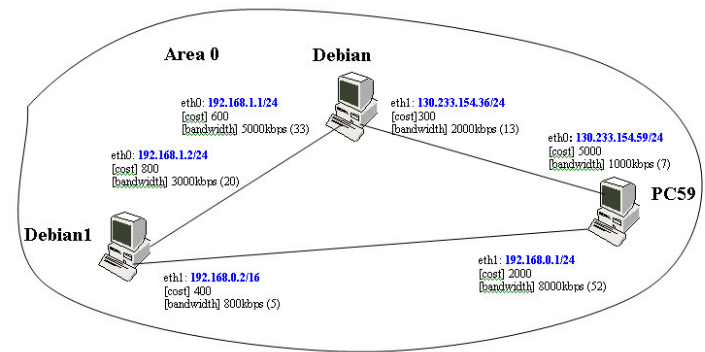 Area 0
Debian
eth0: 192.168.1.1/24
[cost] 600
[bandwidth] 5000kbps (33)
eth1: 130.233.154.36/24
[cost]300
[bandwidth] 2000kbps (13)
eth0: 130.233.154.59/24
[cost] 5000
[bandwidth] 1000kbps (7)
eth0: 192.168.1.2/24
[cost] 800
[bandwidth] 3000kbps (20)
PC59
Debian1
eth1: 192.168.0.2/16
[cost] 400
[bandwidth] 800kbps (5)
eth1: 192.168.0.1/24
[cost] 2000
[bandwidth] 8000kbps (52)